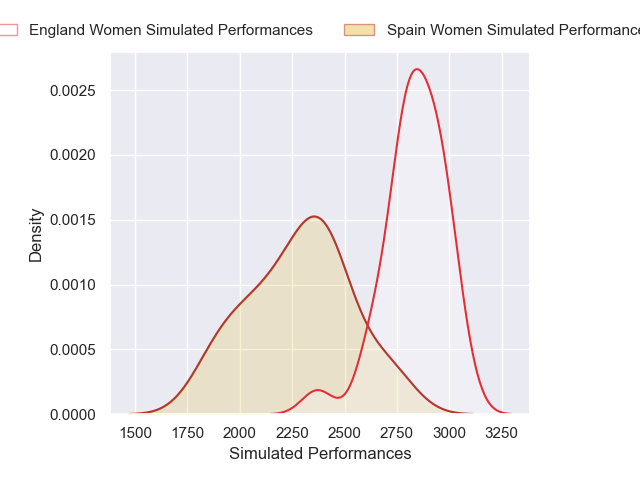 England Women Simulated Performances
Spain Women Simulated Performance
0.0025
0.0020
0.0015
0.0010
0.0005
0.0000
Density
1500 1750 2000 2250 2500 2750 3000 3250
Simulated Performances